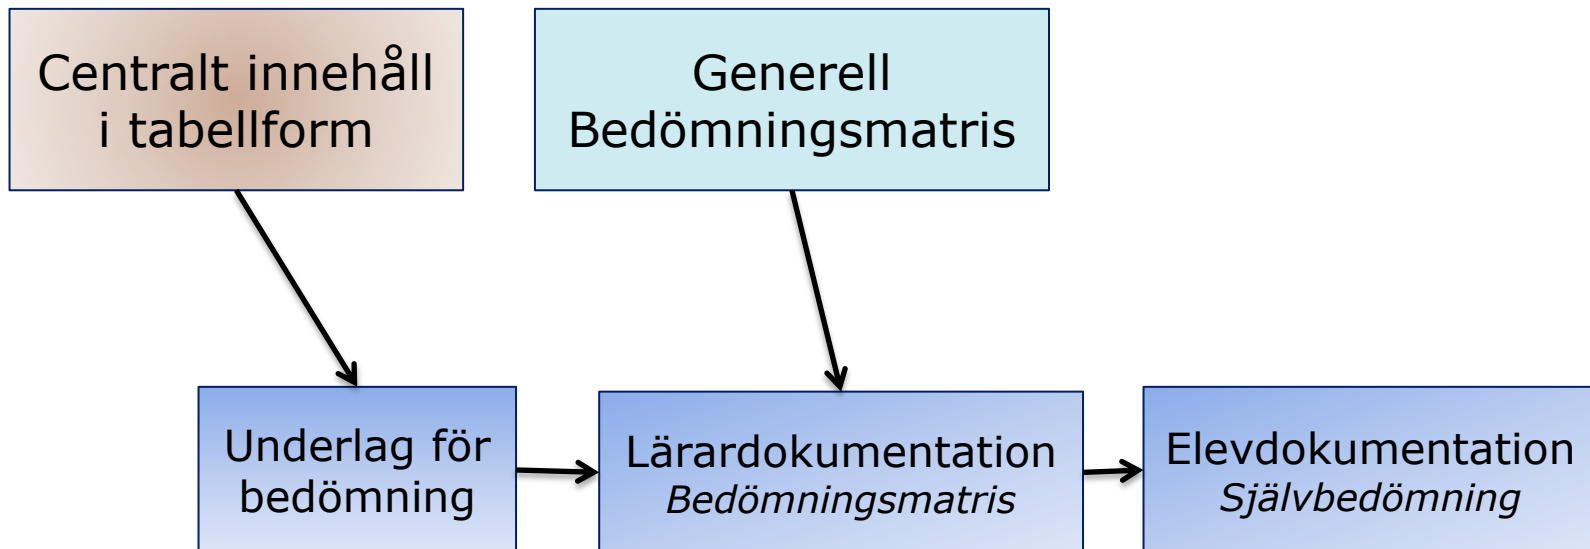 Centralt innehåll
i tabellform
Generell
Bedömningsmatris
Underlag för
bedömning
Lärardokumentation
Bedömningsmatris
Elevdokumentation
Självbedömning